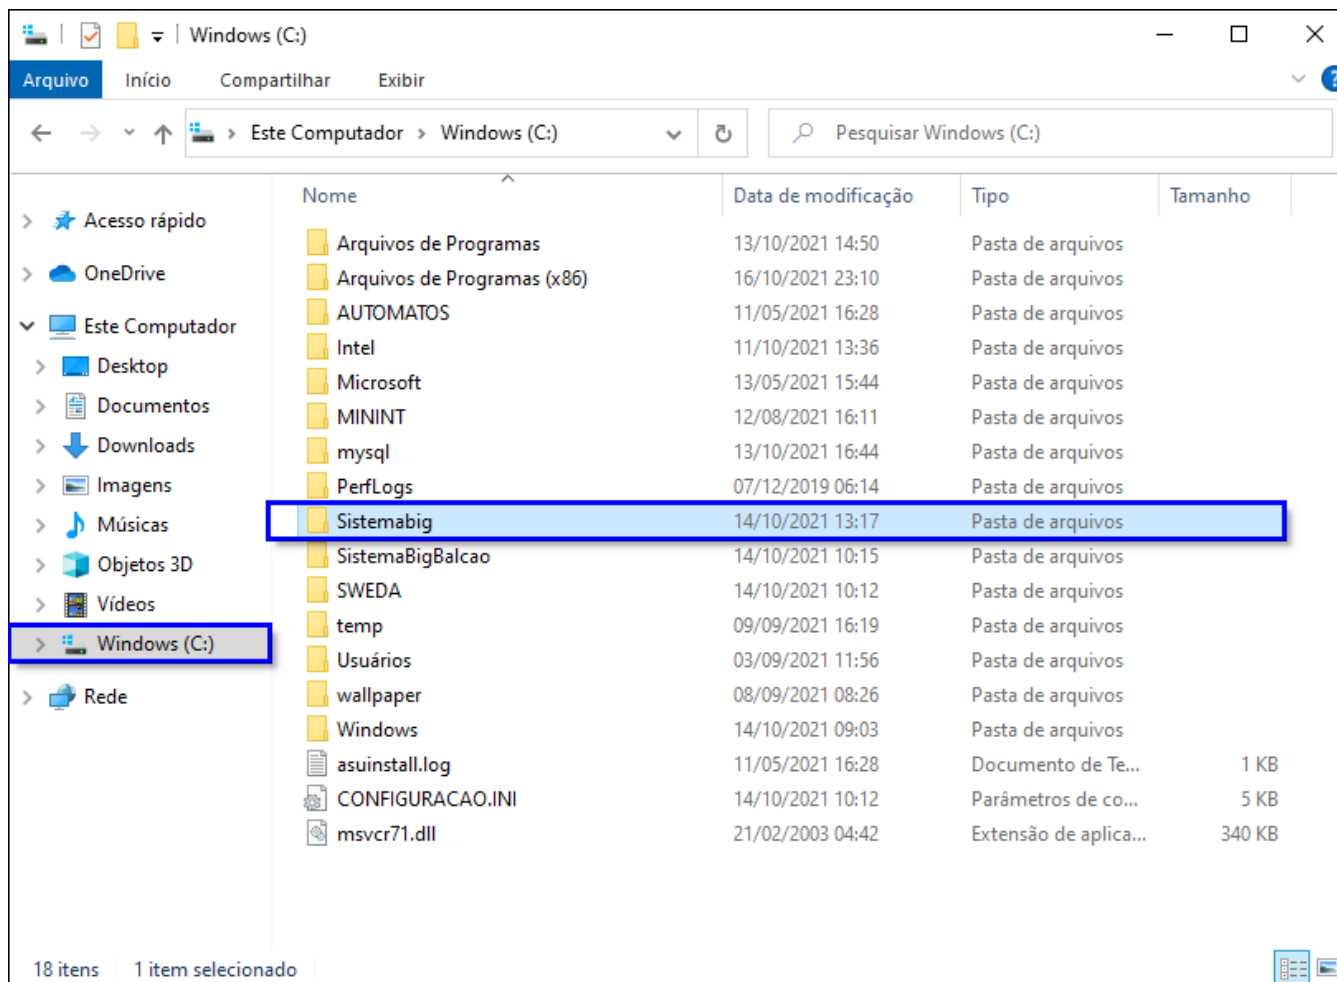 Windows (C:)
Arquivo Início Compartilhar Exibir ?
Este Computador Windows (C:) Pesquisar Windows (C:)
Nome Data de modificação Tipo Tamanho
Acesso rápido
OneDrive
Este Computador
Desktop
Documentos
Downloads
Imagens
Músicas
Objetos 3D
Vídeos
Windows (C:)
Rede
Arquivos de Programas 13/10/2021 14:50 Pasta de arquivos
Arquivos de Programas (x86) 16/10/2021 23:10 Pasta de arquivos
AUTOMATOS 11/05/2021 16:28 Pasta de arquivos
Intel 11/10/2021 13:36 Pasta de arquivos
Microsoft 13/05/2021 15:44 Pasta de arquivos
MININT 12/08/2021 16:11 Pasta de arquivos
mysql 13/10/2021 16:44 Pasta de arquivos
PerfLogs 07/12/2019 06:14 Pasta de arquivos
Sistemabig 14/10/2021 13:17 Pasta de arquivos
SistemaBigBalcao 14/10/2021 10:15 Pasta de arquivos
SWEDA 14/10/2021 10:12 Pasta de arquivos
temp 09/09/2021 16:19 Pasta de arquivos
Usuários 03/09/2021 11:56 Pasta de arquivos
wallpaper 08/09/2021 08:26 Pasta de arquivos
Windows 14/10/2021 09:03 Pasta de arquivos
asuinstall.log 11/05/2021 16:28 Documento de Te... 1 KB
CONFIGURACAO.INI 14/10/2021 10:12 Parâmetros de co... 5 KB
msvcr71.dll 21/02/2003 04:42 Extensão de aplica... 340 KB
18 itens 1 item selecionado